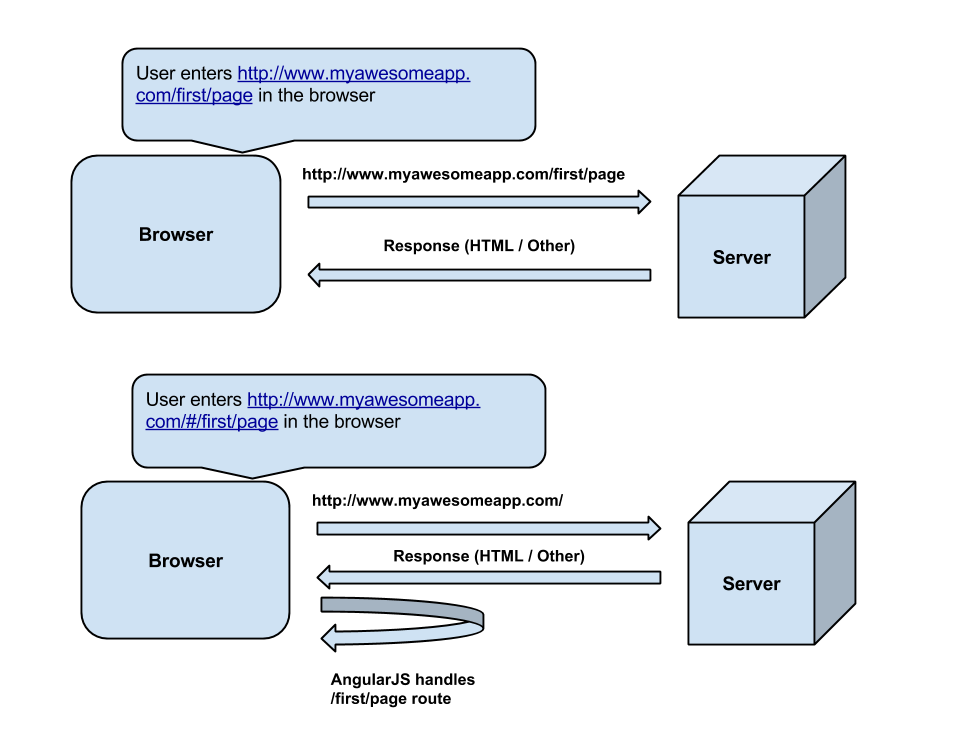 User enters http://www.myawesomeapp.
com/first/page in the browser
http://www.myawesomeapp.com/first/page
Browser
Response (HTML / Other)
Server
User enters http://www.myawesomeapp.
com/#/first/page in the browser
http://www.myawesomeapp.com/
Browser
Response (HTML / Other)
Server
AngularJS handles
/first/page route